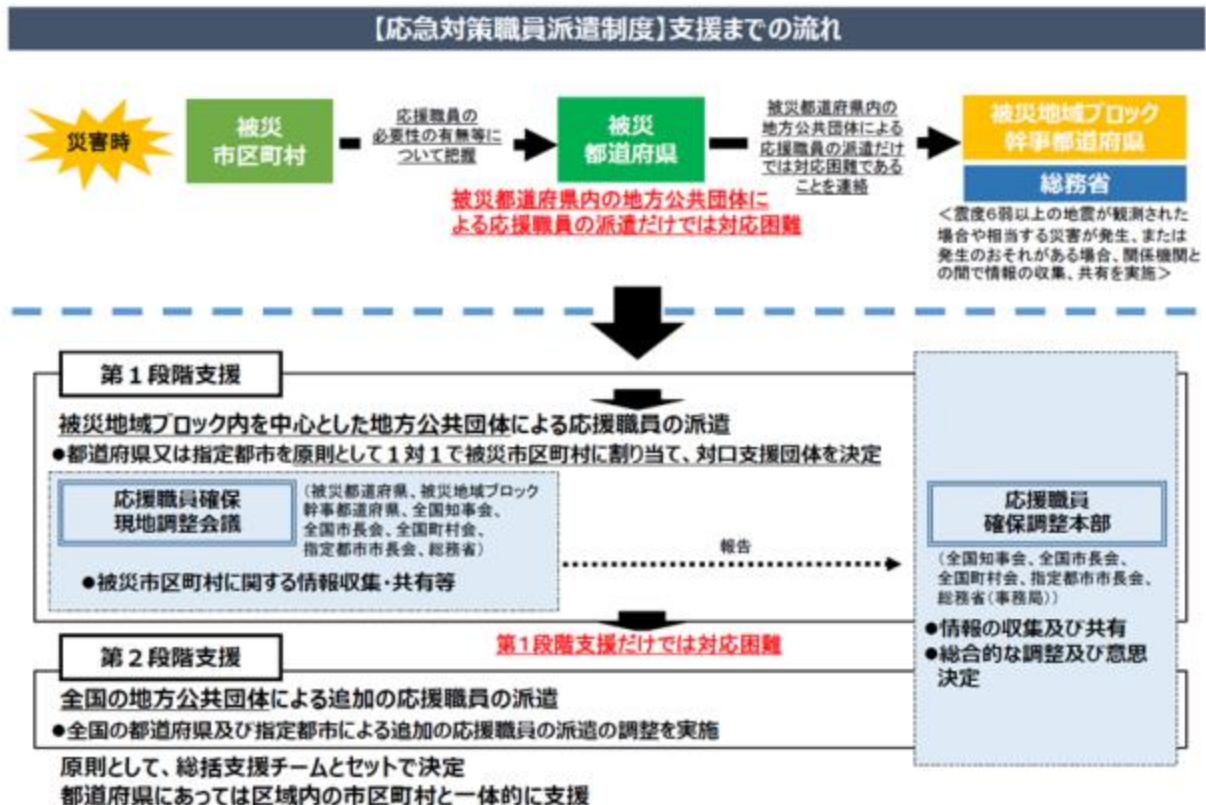 【応急対策職員派遣制度】支援までの流れ
災害時
被災
市区町村
応援職員の
必要性の有無等に
ついて把握
被災
都道府県
被災都道府県内の
地方公共団体による
応援職員の派遣だけ
では対応困難である
ことを連絡
被災地域ブロック
幹事都道府県
総務省
被災都道府県内の地方公共団体に
よる応援職員の派遣だけでは対応困難
<震度6弱以上の地震が観測された
場合や相当する災害が発生、または
発生のおそれがある場合、関係機関と
の間で情報の収集、共有を実施>
第1段階支援
被災地域ブロック内を中心とした地方公共団体による応援職員の派遣
●都道府県又は指定都市を原則として1対1で被災市区町村に割り当て、対口支援団体を決定
応援職員確保
現地調整会議
(被災都道府県、被災地域ブロック
幹事都道府県、全国知事会、
全国市長会、全国町村会、
指定都市市長会、総務省)
●被災市区町村に関する情報収集・共有等
報告
応援職員
確保調整本部
(全国知事会、全国市長会、
全国町村会、指定都市市長会、
総務省(事務局))
●情報の収集及び共有
●総合的な調整及び意思
決定
第1段階支援だけでは対応困難
第2段階支援
全国の地方公共団体による追加の応援職員の派遣
●全国の都道府県及び指定都市による追加の応援職員の派遣の調整を実施
原則として、総括支援チームとセットで決定
都道府県にあっては区域内の市区町村と一体的に支援